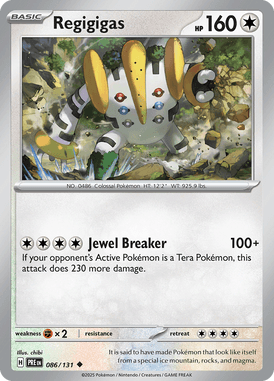 BASIC
Regigigas
HP 160
NO. 0486 Colossal Pokémon HT: 12'2" WT: 925.9 lbs.
Jewel Breaker 100+
If your opponent's Active Pokémon is a Tera Pokémon, this
attack does 230 more damage.
weakness ×2 resistance retreat
Illus. chibi
H PRE EN 086/131
It is said to have made Pokémon that look like itself
from a special ice mountain, rocks, and magma.
©2025 Pokémon / Nintendo / Creatures / GAME FREAK